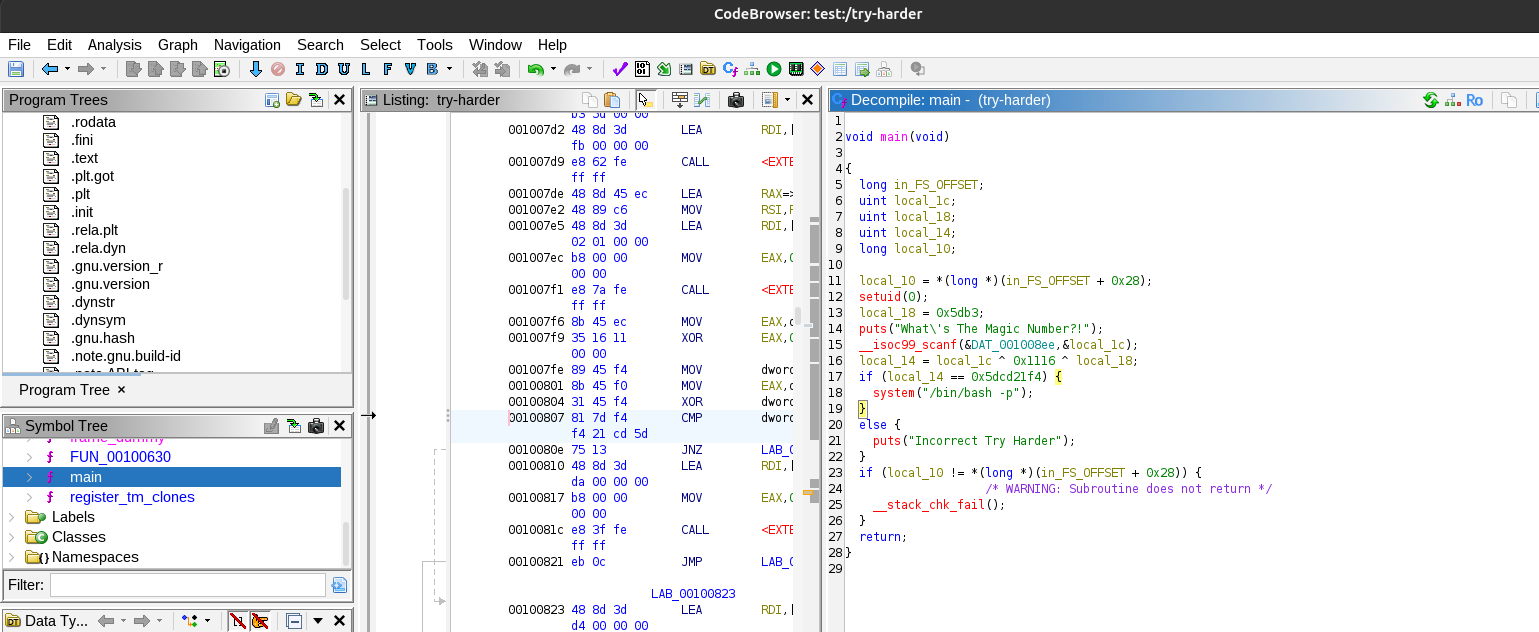 CodeBrowser: test:/try-harder
File Edit Analysis Graph Navigation Search Select Tools Window Help
I D U L F V B
Program Trees
.rodata
.fini
.text
.plt.got
.plt
.init
.rela.plt
.rela.dyn
.gnu.version_r
.gnu.version
.dynstr
.dynsym
.gnu.hash
.note.gnu.build-id
Program Tree ×
Symbol Tree
frame_dummy
f FUN_00100630
f main
f register_tm_clones
Labels
Classes
Namespaces
Filter:
Data Ty...
Listing: try-harder
b3 5d 00 00
001007d2 48 8d 3d LEA RDI,[
fb 00 00 00
001007d9 e8 62 fe CALL <EXTE
ff ff
001007de 48 8d 45 ec LEA RAX=>
001007e2 48 89 c6 MOV RSI,R
001007e5 48 8d 3d LEA RDI,[
02 01 00 00
001007ec b8 00 00 MOV EAX,0
00 00
001007f1 e8 7a fe CALL <EXTE
ff ff
001007f6 8b 45 ec MOV EAX,d
001007f9 35 16 11 XOR EAX,0
00 00
001007fe 89 45 f4 MOV dword
00100801 8b 45 f0 MOV EAX,d
00100804 31 45 f4 XOR dword
00100807 81 7d f4 CMP dword
f4 21 cd 5d
0010080e 75 13 JNZ LAB_0
00100810 48 8d 3d LEA RDI,[
da 00 00 00
00100817 b8 00 00 MOV EAX,0
00 00
0010081c e8 3f fe CALL <EXTE
ff ff
00100821 eb 0c JMP LAB_0
LAB_00100823
00100823 48 8d 3d LEA RDI,[
d4 00 00 00
Decompile: main - (try-harder)
Ro
1
2 void main(void)
3
4 {
5 long in_FS_OFFSET;
6 uint local_1c;
7 uint local_18;
8 uint local_14;
9 long local_10;
10
11 local_10 = *(long *)(in_FS_OFFSET + 0x28);
12 setuid(0);
13 local_18 = 0x5db3;
14 puts("What\'s The Magic Number?!");
15 __isoc99_scanf(&DAT_001008ee,&local_1c);
16 local_14 = local_1c ^ 0x1116 ^ local_18;
17 if (local_14 == 0x5dcd21f4) {
18 system("/bin/bash -p");
19 }
20 else {
21 puts("Incorrect Try Harder");
22 }
23 if (local_10 != *(long *)(in_FS_OFFSET + 0x28)) {
24 /* WARNING: Subroutine does not return */
25 __stack_chk_fail();
26 }
27 return;
28 }
29